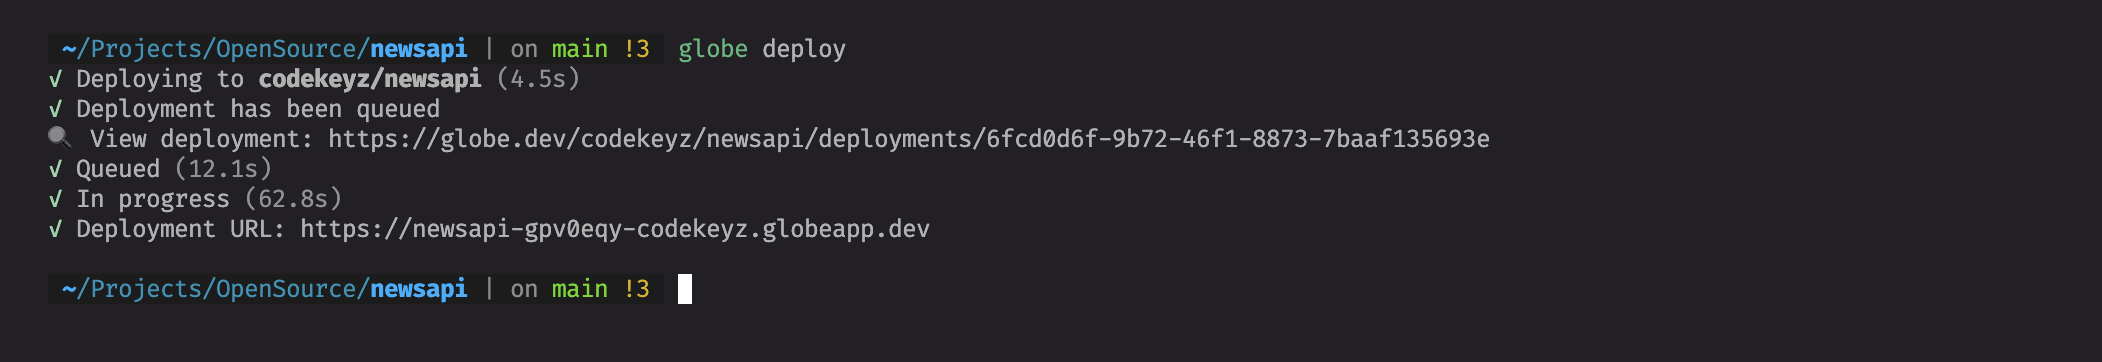 ~/Projects/OpenSource/newsapi | on main !3 globe deploy
√ Deploying to codekeyz/newsapi (4.5s)
√ Deployment has been queued
🔍 View deployment: https://globe.dev/codekeyz/newsapi/deployments/6fcd0d6f-9b72-46f1-8873-7baaf135693e
√ Queued (12.1s)
√ In progress (62.8s)
√ Deployment URL: https://newsapi-gpv0eqy-codekeyz.globeapp.dev
~/Projects/OpenSource/newsapi | on main !3